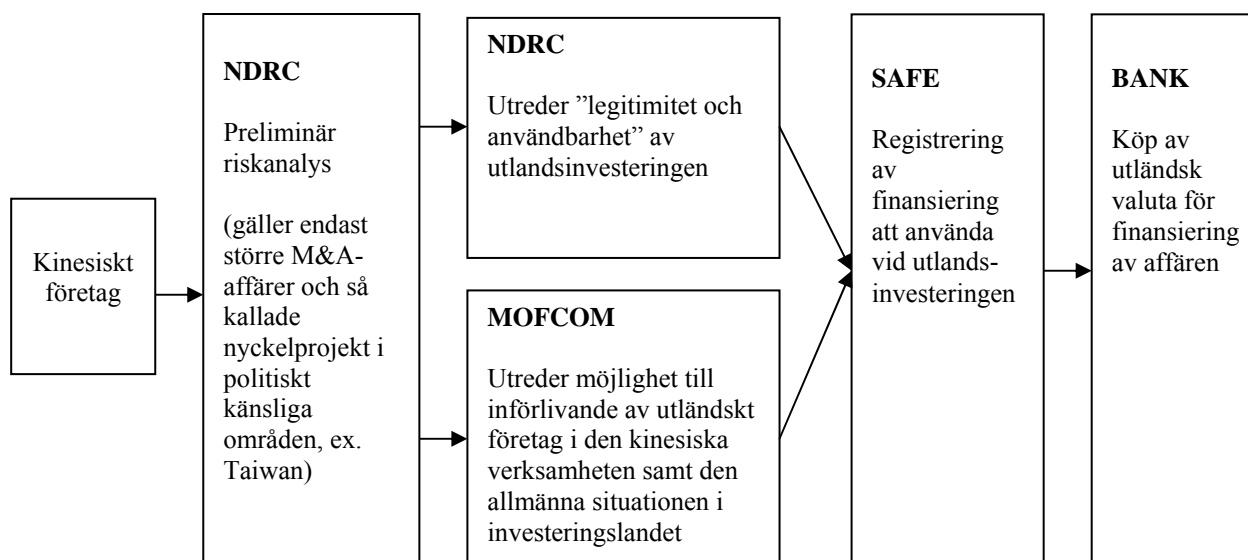 Kinesiskt
företag
NDRC
Preliminär
riskanalys
(gäller endast
större M&A-
affärer och så
kallade
nyckelprojekt i
politiskt
känsliga
områden, ex.
Taiwan)
NDRC
Utreder ”legitimitet och
användbarhet” av
utlandsinvesteringen
MOFCOM
Utreder möjlighet till
införlivande av utländskt
företag i den kinesiska
verksamheten samt den
allmänna situationen i
investeringslandet
SAFE
Registrering
av
finansiering
att använda
vid utlands-
investeringen
BANK
Köp av
utländsk
valuta för
finansiering
av affären